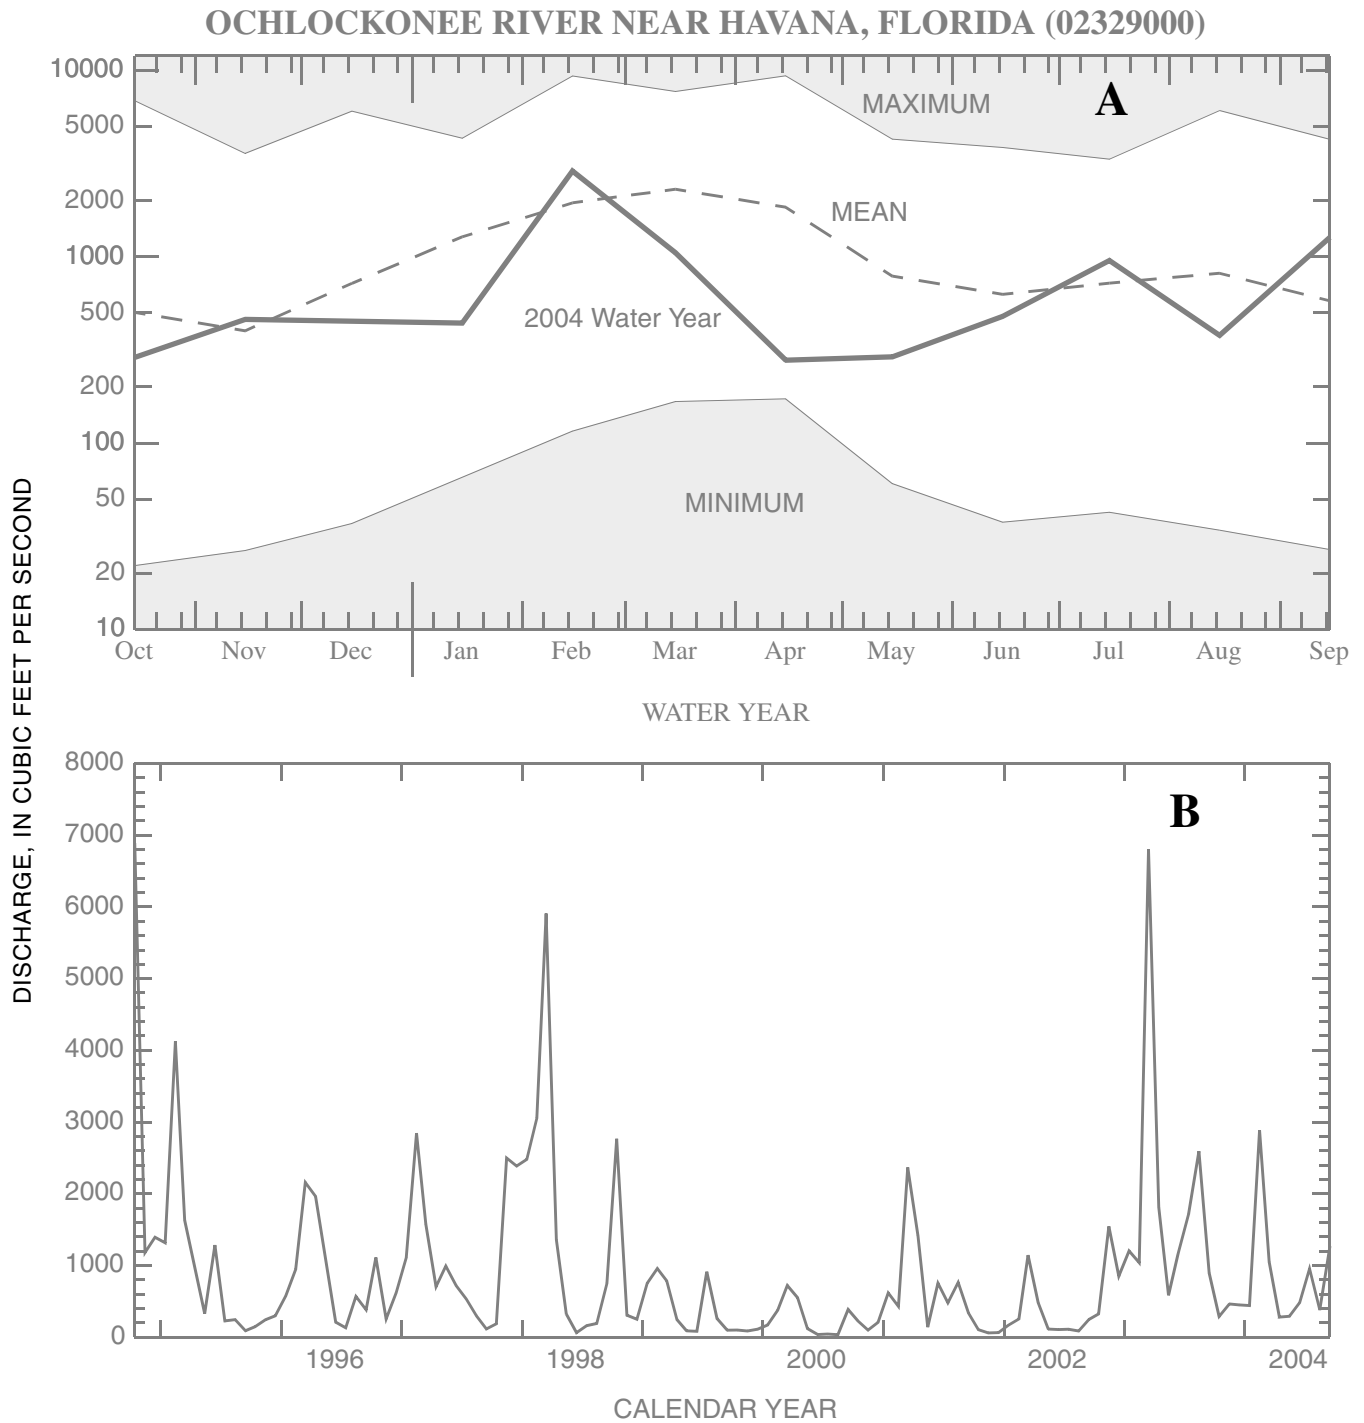 OCHLOCKONEE RIVER NEAR HAVANA, FLORIDA (02329000)
10000
5000
2000
1000
500
200
100
50
20
10
MAXIMUM
A
MEAN
2004 Water Year
MINIMUM
Oct Nov Dec Jan Feb Mar Apr May Jun Jul Aug Sep
WATER YEAR
DISCHARGE, IN CUBIC FEET PER SECOND
8000
7000
6000
5000
4000
3000
2000
1000
0
B
1996 1998 2000 2002 2004
CALENDAR YEAR